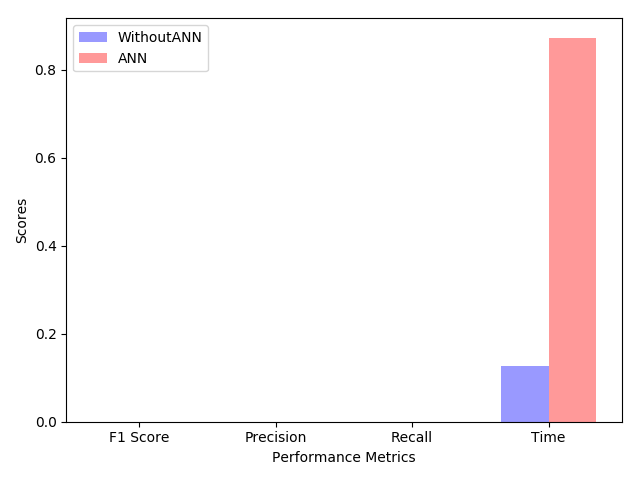 WithoutANN
ANN
0.8
0.6
0.4
0.2
0.0
Scores
F1 Score
Precision
Recall
Time
Performance Metrics